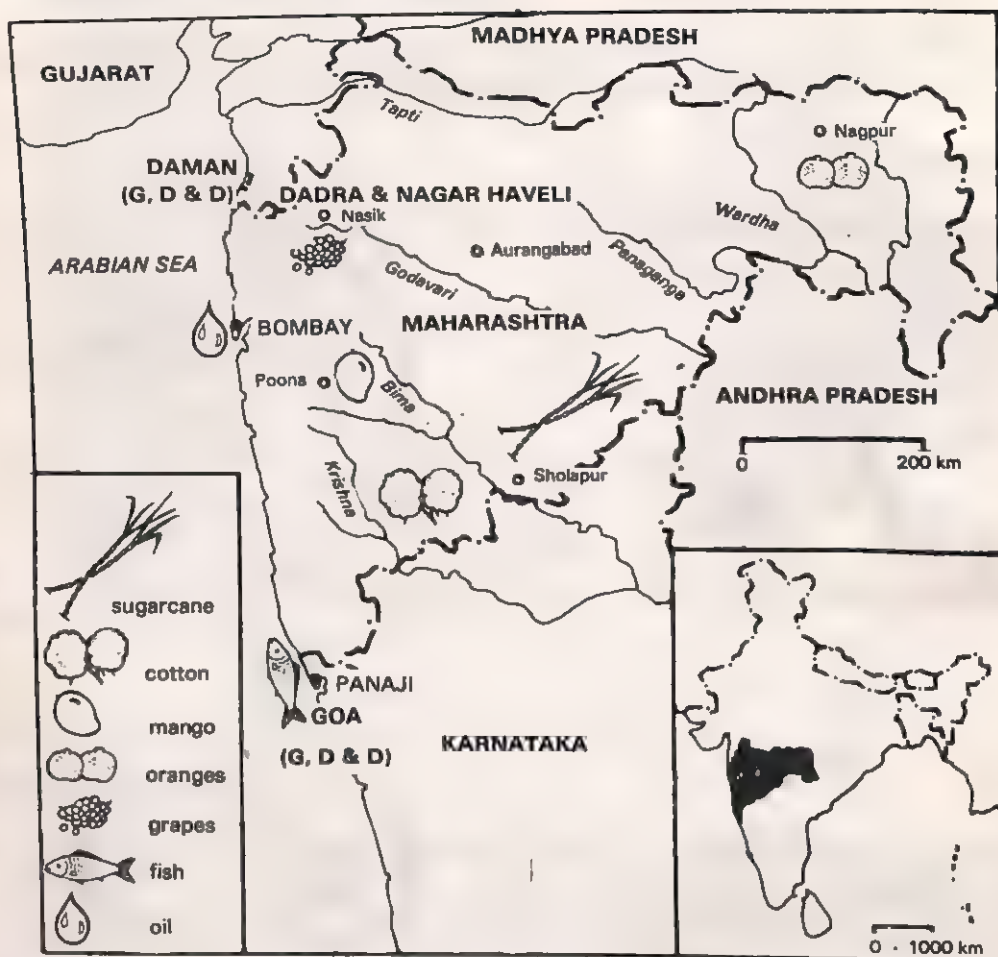 MADHYA PRADESH
GUJARAT
Tapti
Nagpur
DAMAN
(G, D & D)
DADRA & NAGAR HAVELI
Nasik
Wardha
ARABIAN SEA
Aurangabad
Godavari
Panaganga
BOMBAY
MAHARASHTRA
Poona
Bima
ANDHRA PRADESH
0 200 km
Krishna
Sholapur
sugarcane
cotton
PANAJI
mango
GOA
(G, D & D)
KARNATAKA
oranges
grapes
fish
oil
0 - 1000 km